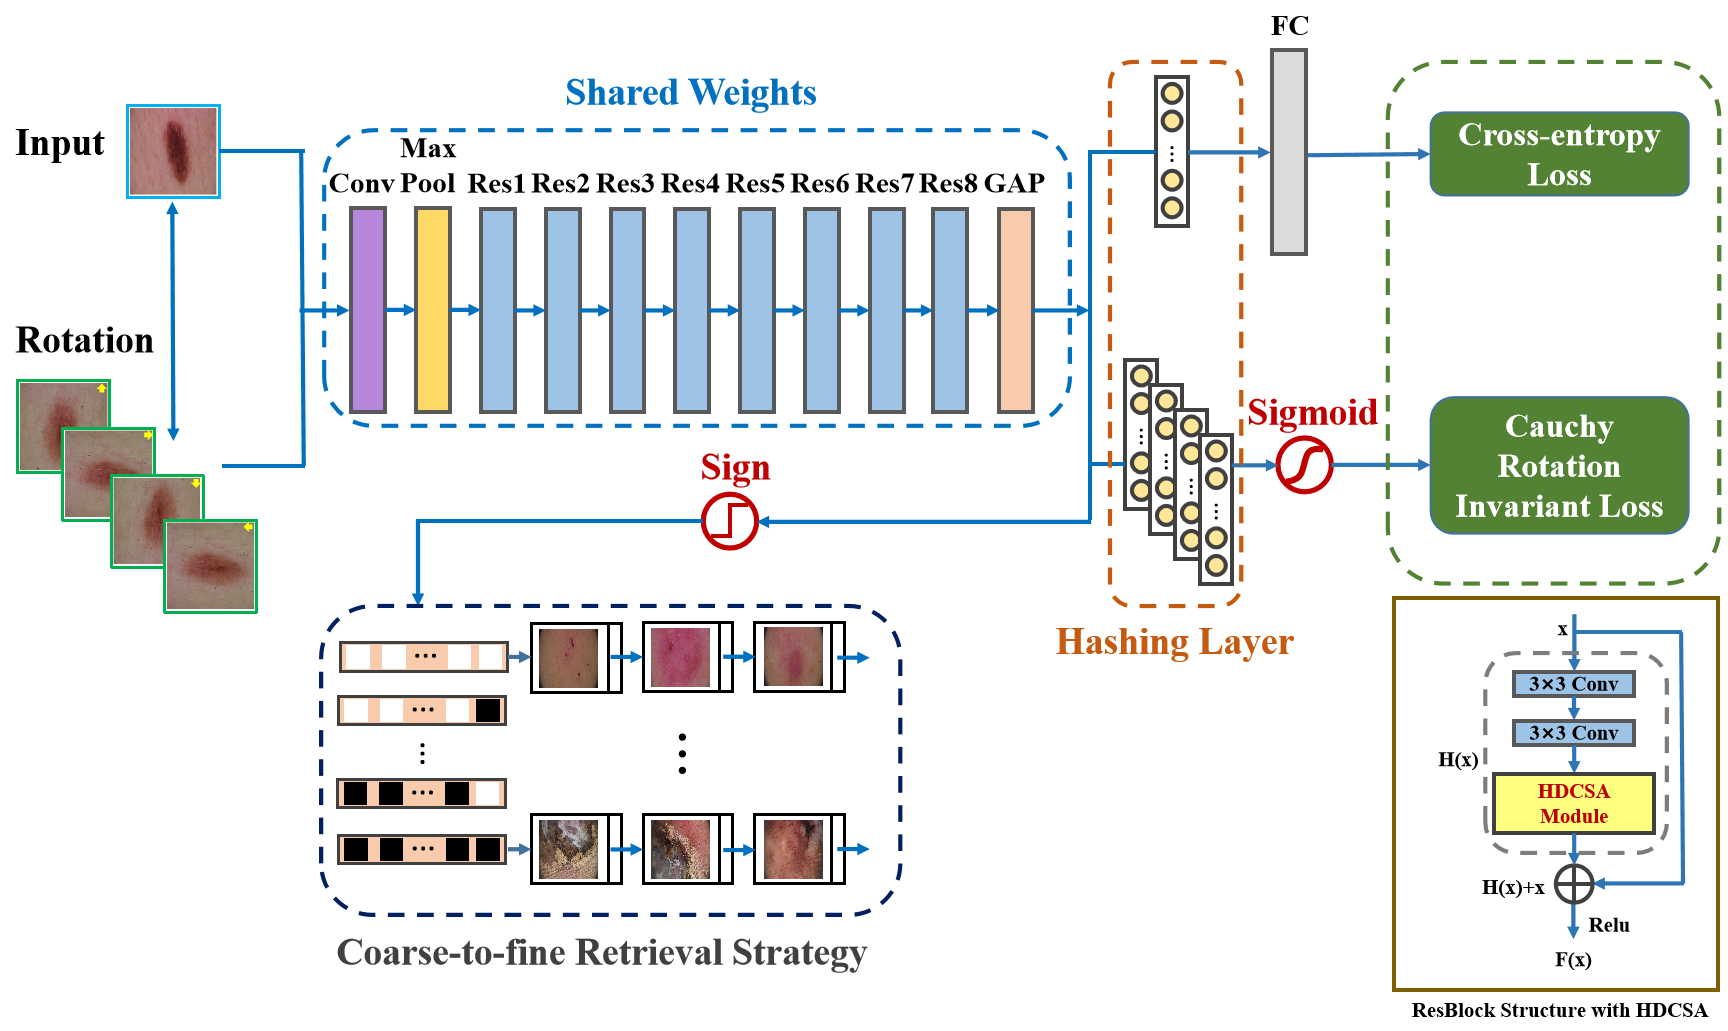 FC
Shared Weights
Input
Max
Conv Pool Res1 Res2 Res3 Res4 Res5 Res6 Res7 Res8 GAP
Cross-entropy
Loss
Rotation
Sigmoid
Cauchy
Rotation
Invariant Loss
Sign
Hashing Layer
x
3×3 Conv
3×3 Conv
H(x)
HDCSA
Module
H(x)+x
Relu
F(x)
Coarse-to-fine Retrieval Strategy
ResBlock Structure with HDCSA